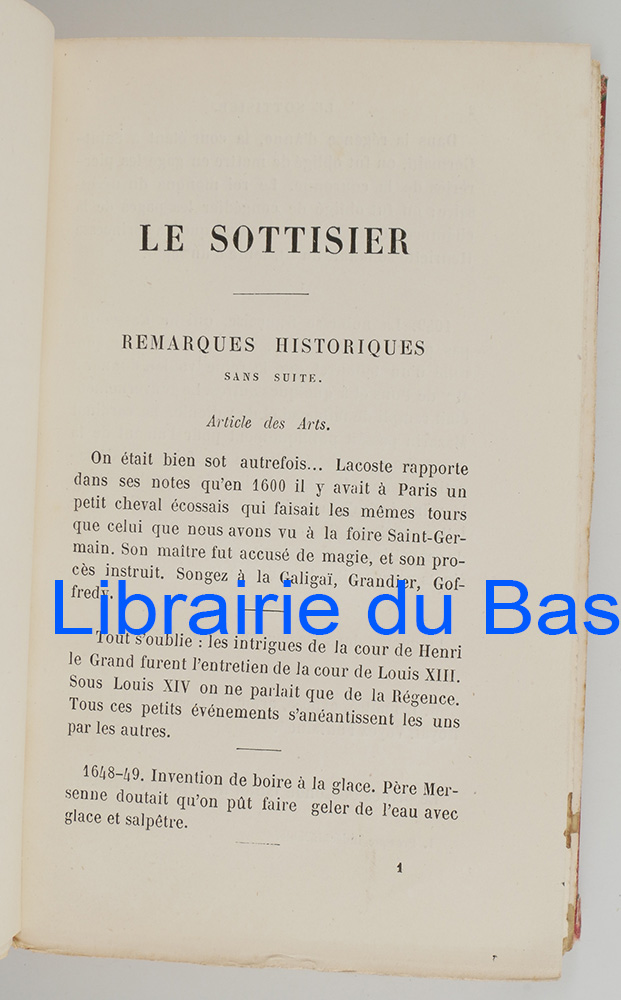 LE SOTTISIER
REMARQUES HISTORIQUES
SANS SUITE.
Article des Arts.
On était bien sot autrefois... Lacoste rapporte
dans ses notes qu'en 1600 il y avait à Paris un
petit cheval écossais qui faisait les mêmes tours
que celui que nous avons vu à la foire Saint-Ger-
main. Son maître fut accusé de magie, et son pro-
cès instruit. Songez à la Galigaï, Grandier, Gof-
fredy.
Librairie du Bas
Tout s'oublie : les intrigues de la cour de Henri
le Grand furent l'entretien de la cour de Louis XIII.
Sous Louis XIV on ne parlait que de la Régence.
Tous ces petits événements s'anéantissent les uns
par les autres.
1648-49. Invention de boire à la glace. Père Mer-
senne doutait qu'on pût faire geler de l'eau avec
glace et salpêtre.
1